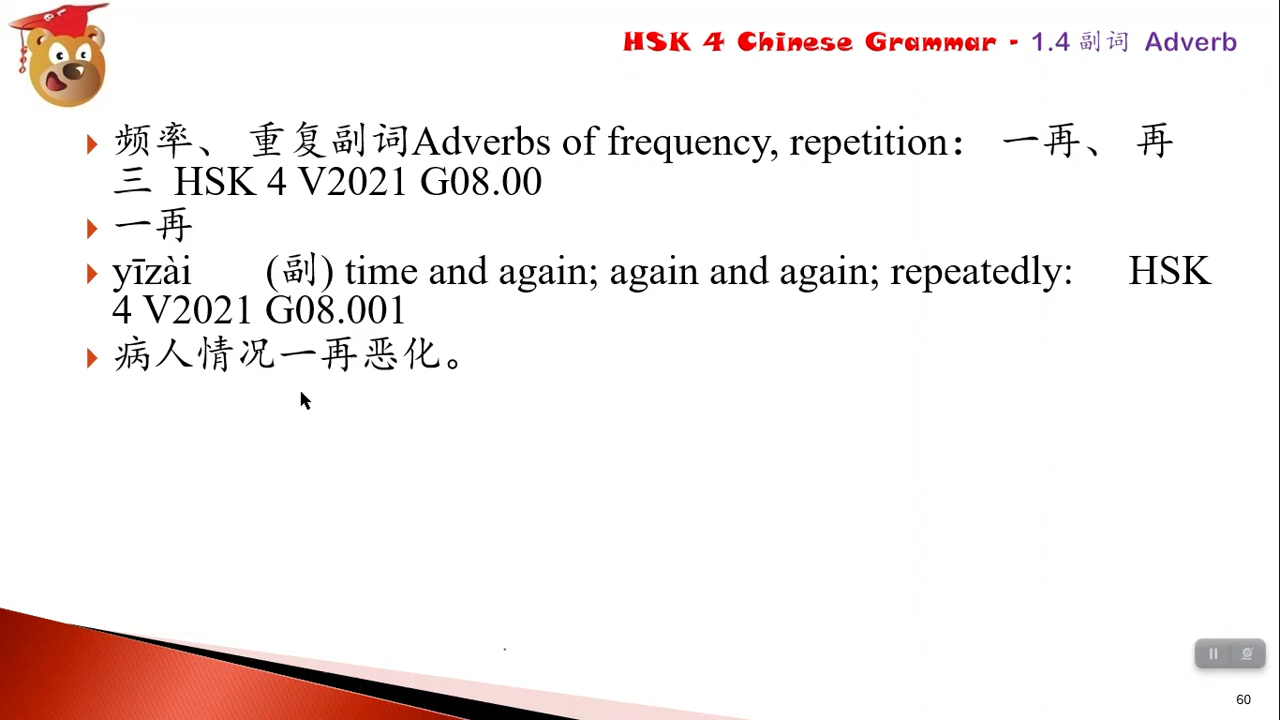 HSK 4 Chinese Grammar - 1.4 副词 Adverb
频率、 重复副词Adverbs of frequency, repetition： 一再、 再
三 HSK 4 V2021 G08.00
一再
yīzài (副) time and again; again and again; repeatedly: HSK
4 V2021 G08.001
病人情况一再恶化。
60